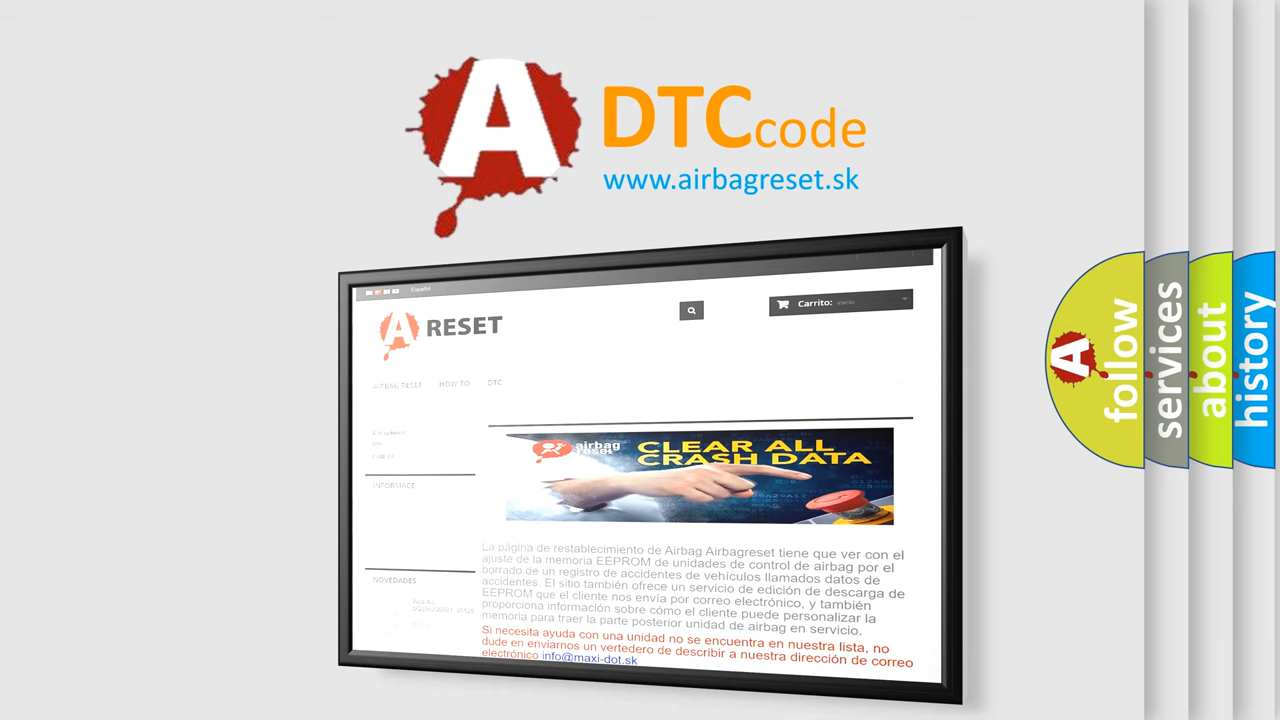 A DTCcode
www.airbagreset.sk
Español
A RESET
Carrito: vacío
AIRBAG RESET HOW TO DTC
INFORMACE
NOVEDADES
airbag
reset
CLEAR ALL
CRASH DATA
La página de restablecimiento de Airbag Airbagreset tiene que ver con el
ajuste de la memoria EEPROM de unidades de control de airbag por el
borrado de un registro de accidentes de vehículos llamados datos de
accidentes. El sitio también ofrece un servicio de edición de descarga de
EEPROM que el cliente nos envía por correo electrónico, y también
proporciona información sobre cómo el cliente puede personalizar la
memoria para traer la parte posterior unidad de airbag en servicio.
Si necesita ayuda con una unidad no se encuentra en nuestra lista, no
dude en enviarnos un vertedero de describir a nuestra dirección de correo
electrónico info@maxi-dot.sk
A
follow
services
about
history